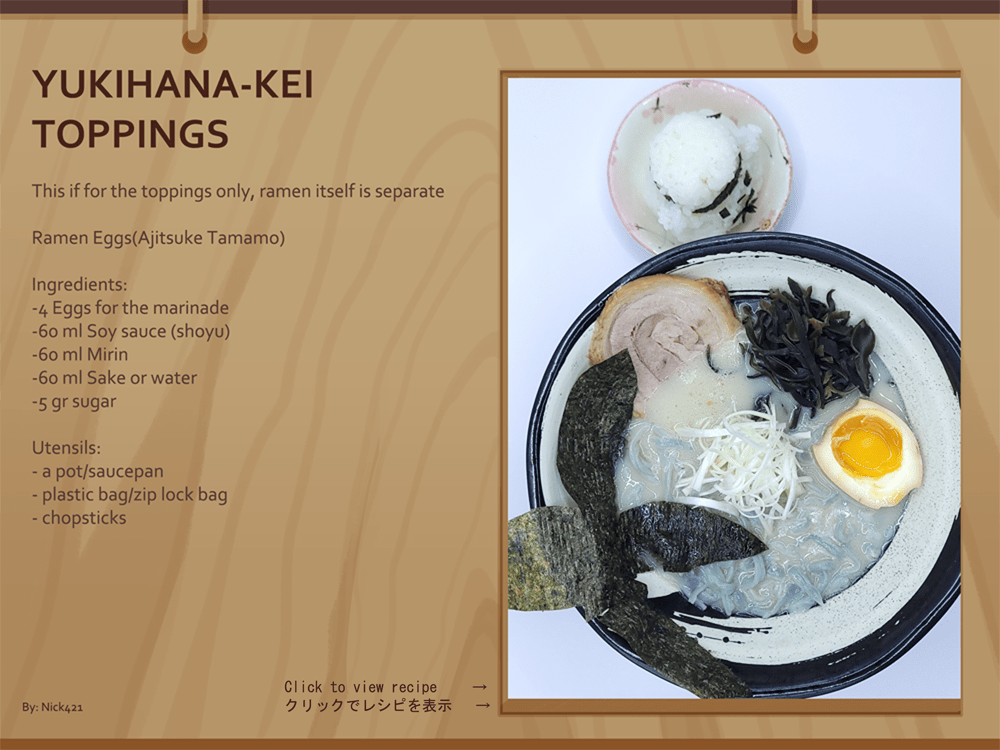 YUKIHANA-KEI
TOPPINGS
This if for the toppings only, ramen itself is separate
Ramen Eggs(Ajitsuke Tamamo)
Ingredients:
-4 Eggs for the marinade
-60 ml Soy sauce (shoyu)
-60 ml Mirin
-60 ml Sake or water
-5 gr sugar
Utensils:
- a pot/saucepan
- plastic bag/zip lock bag
- chopsticks
Click to view recipe →
クリックでレシピを表示 →
By: Nick421